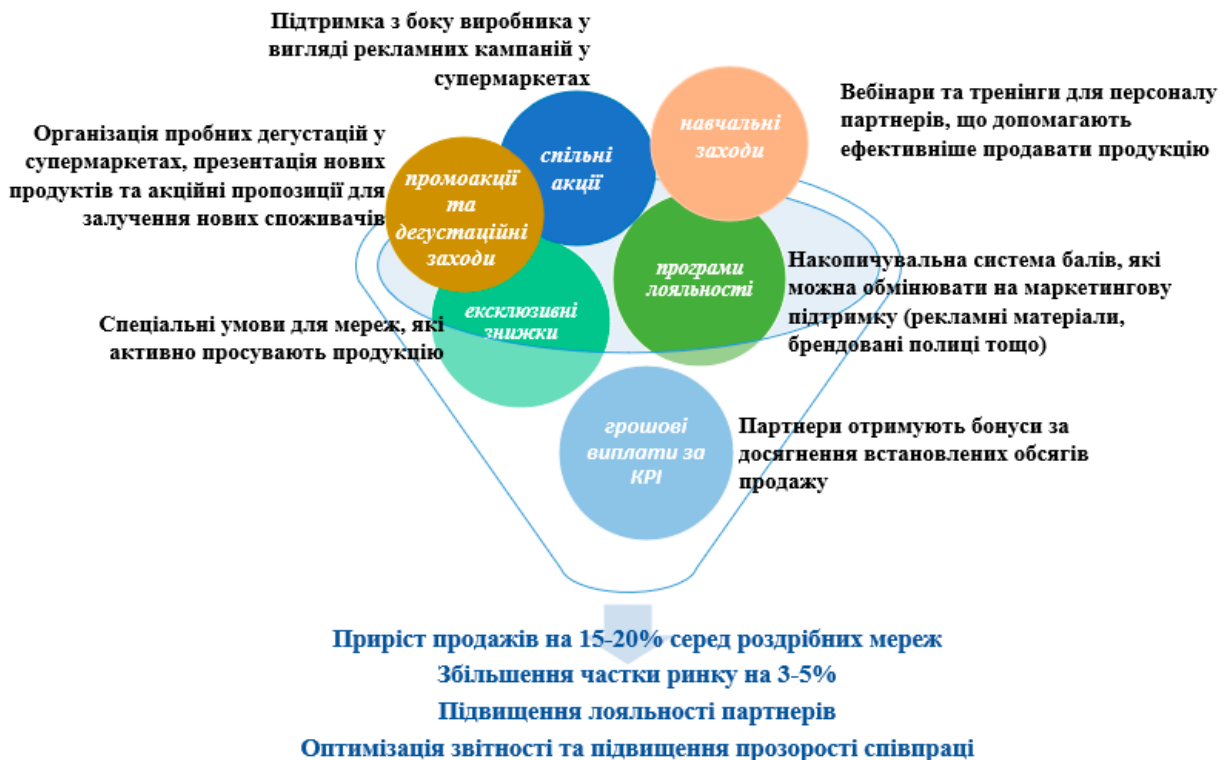 Підтримка з боку виробника у
вигляді рекламних кампаній у
супермаркетах
Організація пробних дегустацій у
супермаркетах, презентація нових
продуктів та акційні пропозиції для
залучення нових споживачів
Вебінари та тренінги для персоналу
партнерів, що допомагають
ефективніше продавати продукцію
спільні
акції
навчальні
заходи
промоакції
та
дегустаційні
заходи
ексклюзивні
знижки
програми
лояльності
Накопичувальна система балів, які
можна обмінювати на маркетингову
підтримку (рекламні матеріали,
брендовані полиці тощо)
Спеціальні умови для мереж, які
активно просувають продукцію
грошові
виплати за
KPI
Партнери отримують бонуси за
досягнення встановлених обсягів
продажу
Приріст продажів на 15-20% серед роздрібних мереж
Збільшення частки ринку на 3-5%
Підвищення лояльності партнерів
Оптимізація звітності та підвищення прозорості співпраці